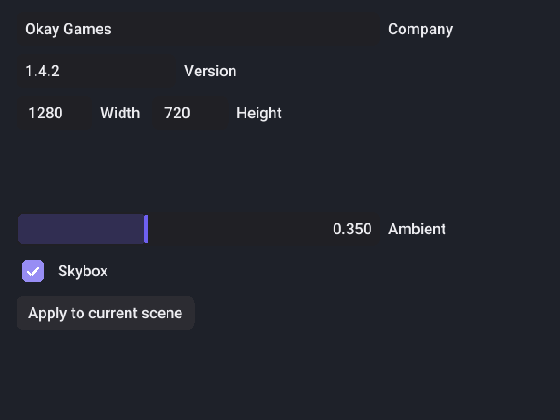 Okay Games Company
1.4.2 Version
1280 Width 720 Height
0.350 Ambient
Skybox
Apply to current scene